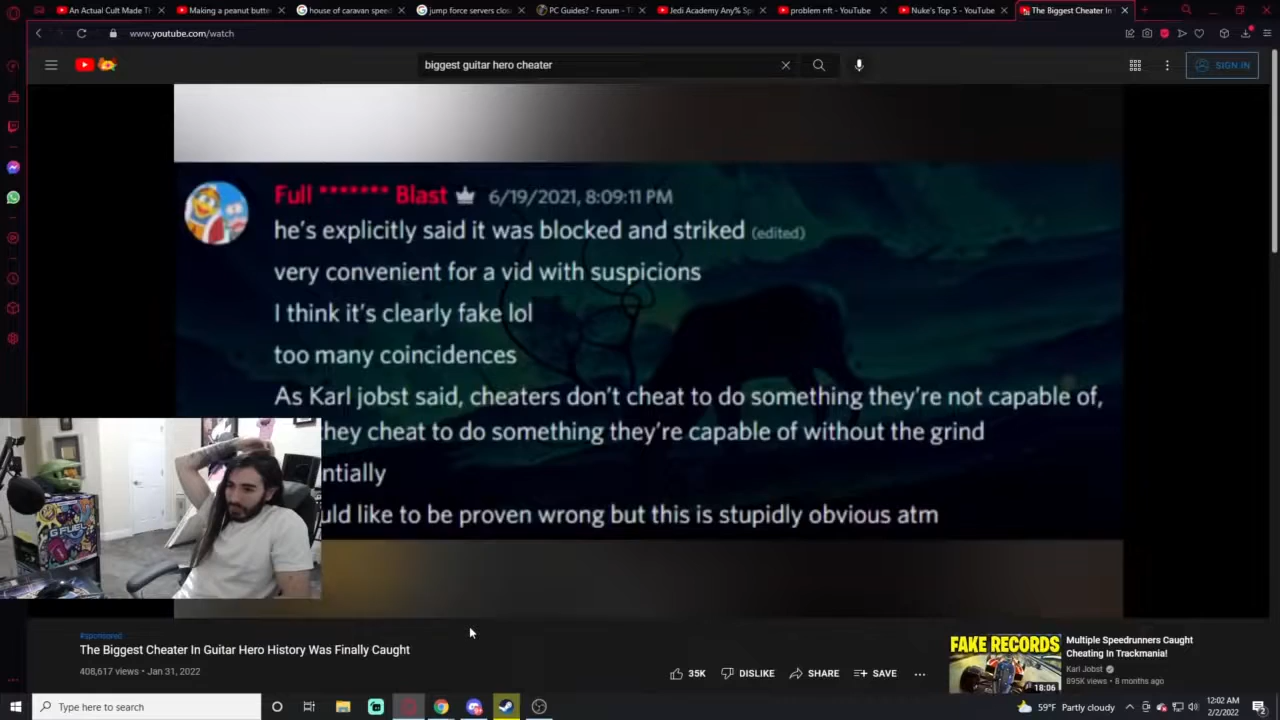 An Actual Cult Made Th
Making a peanut butter
house of caravan speed
jump force servers close
PC Guides? - Forum - T
Jedi Academy Any% Sp
problem nft - YouTube
Nuke's Top 5 - YouTube
The Biggest Cheater In
www.youtube.com/watch
biggest guitar hero cheater
SIGN IN
Full ******* Blast 6/19/2021, 8:09:11 PM
he's explicitly said it was blocked and striked (edited)
very convenient for a vid with suspicions
I think it's clearly fake lol
too many coincidences
As Karl jobst said, cheaters don't cheat to do something they're not capable of,
they cheat to do something they're capable of without the grind
ntially
uld like to be proven wrong but this is stupidly obvious atm
G FUEL
#sponsored
The Biggest Cheater In Guitar Hero History Was Finally Caught
408,617 views • Jan 31, 2022
35K
DISLIKE
SHARE
SAVE
FAKE RECORDS
18:06
Multiple Speedrunners Caught
Cheating In Trackmania!
Karl Jobst
895K views • 8 months ago
Type here to search
59°F Partly cloudy
12:02 AM
2/2/2022
2